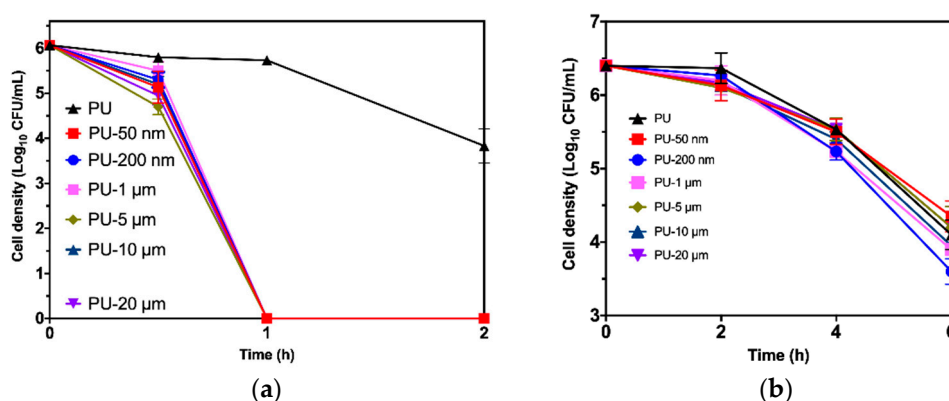 Cell density (Log10 CFU/mL)
6
5
4
3
2
1
0
PU
PU-50 nm
PU-200 nm
PU-1 μm
PU-5 μm
PU-10 μm
PU-20 μm
0
1
2
Time (h)
(a)
Cell density (Log10 CFU/mL)
7
6
5
4
3
PU
PU-50 nm
PU-200 nm
PU-1 μm
PU-5 μm
PU-10 μm
PU-20 μm
0
2
4
Time (h)
(b)